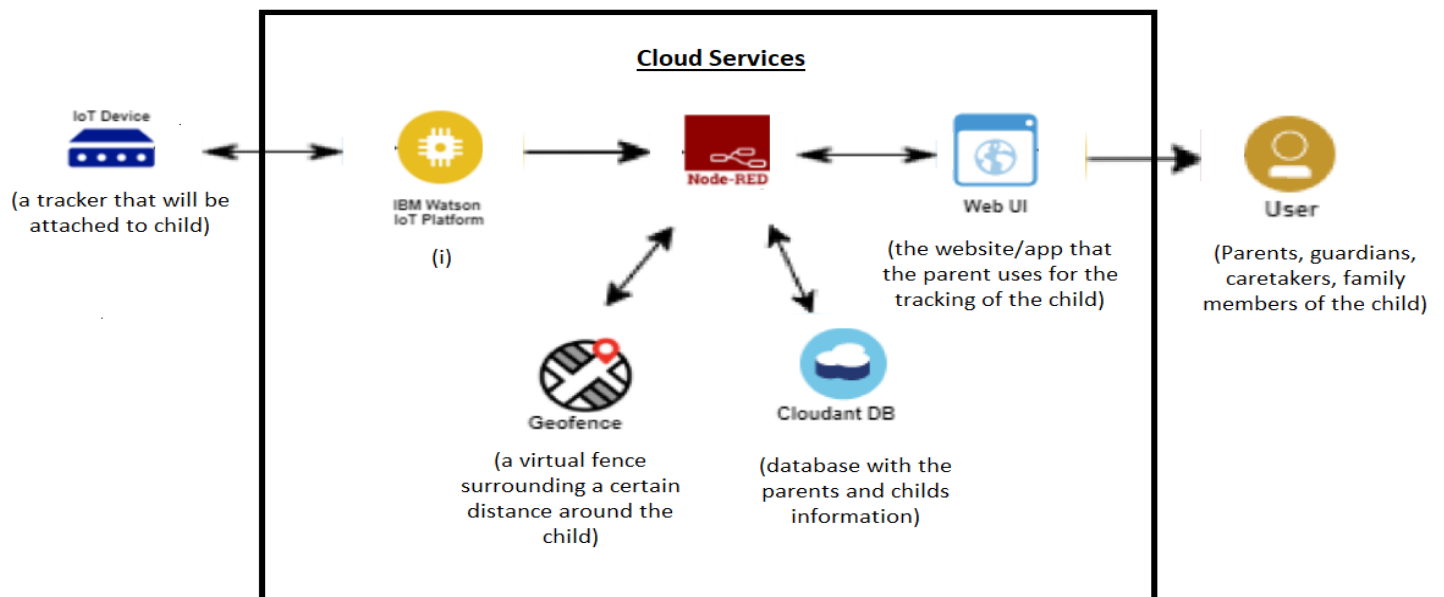 Cloud Services
IoT Device
(a tracker that will be
attached to child)
IBM Watson
IoT Platform
(i)
Node-RED
Web UI
(the website/app that
the parent uses for the
tracking of the child)
User
(Parents, guardians,
caretakers, family
members of the child)
Geofence
(a virtual fence
surrounding a certain
distance around the
child)
Cloudant DB
(database with the
parents and childs
information)